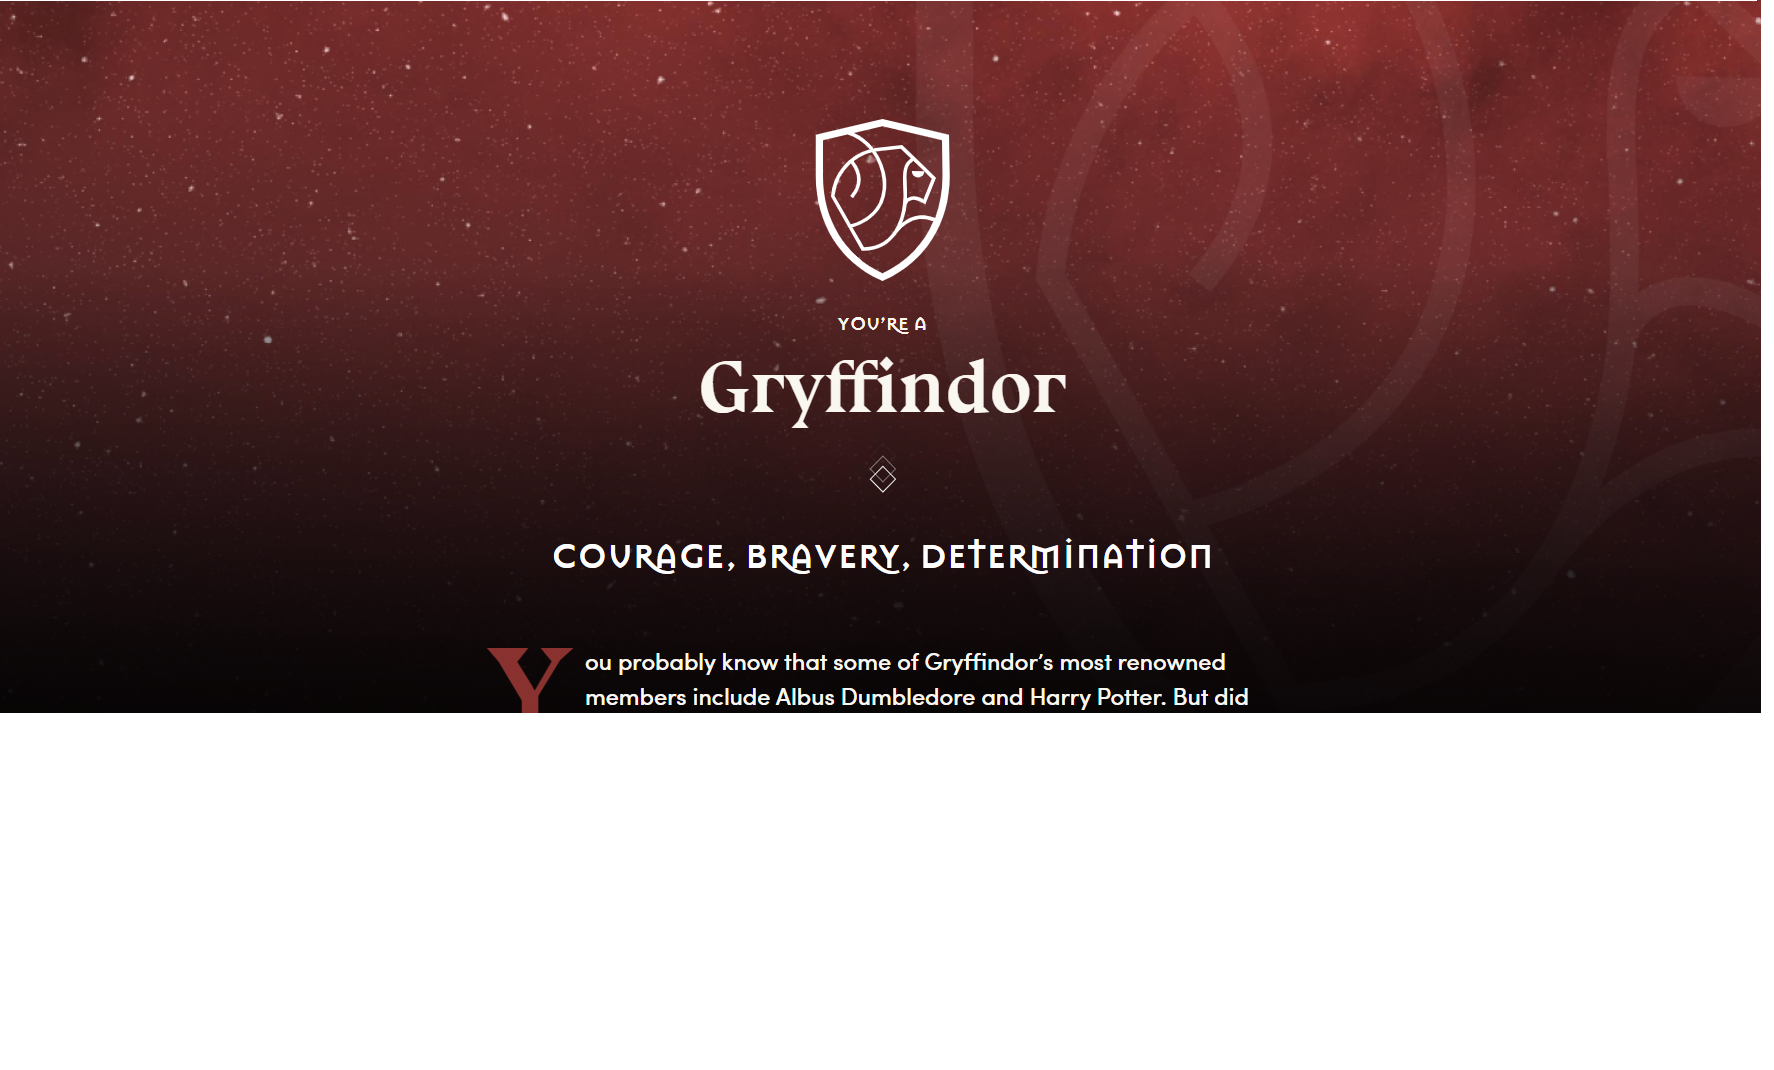 YOU'RE A
Gryffindor
COURAGE, BRAVERY, DETERMINATION
You probably know that some of Gryffindor's most renowned
members include Albus Dumbledore and Harry Potter. But did